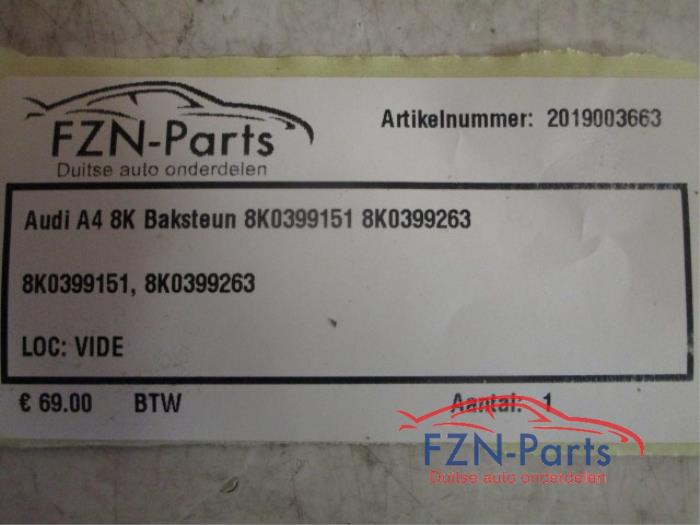 FZN-Parts
Duitse auto onderdelen
Artikelnummer: 2019003663
Audi A4 8K Baksteun 8K0399151 8K0399263
8K0399151, 8K0399263
LOC: VIDE
€ 69.00 BTW Aantal: 1
FZN-Parts
Duitse auto onderdelen